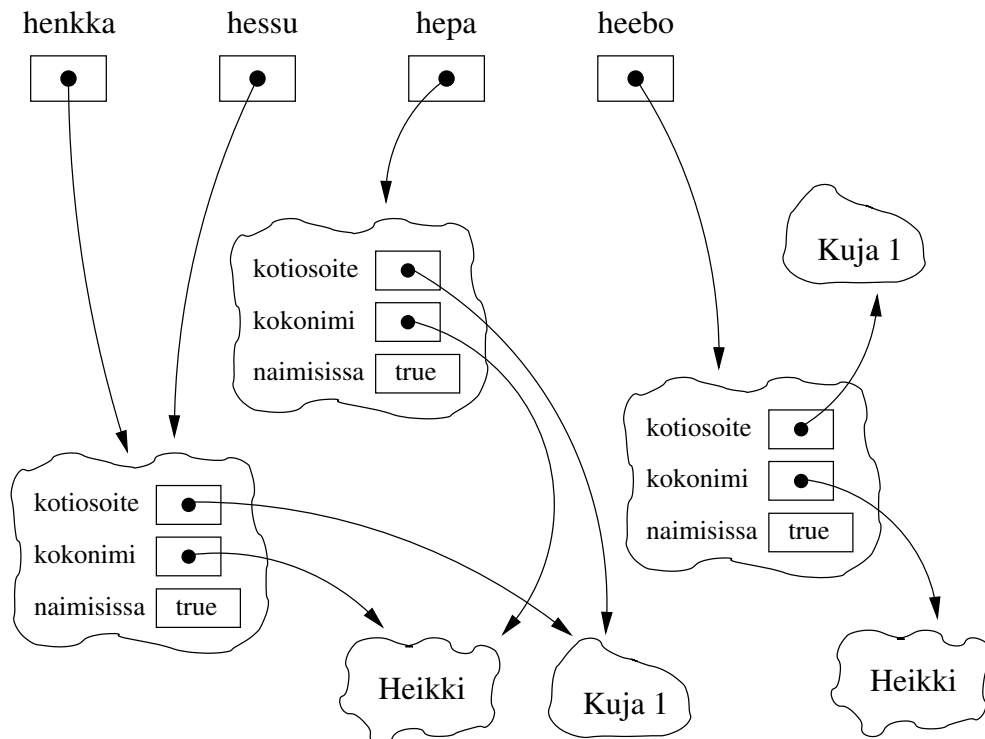 henkka hessu hepa heebo
Kuja 1
kotiosoite
kokonimi
naimisissa true
kotiosoite
kokonimi
naimisissa true
kotiosoite
kokonimi
naimisissa true
Heikki
Kuja 1
Heikki